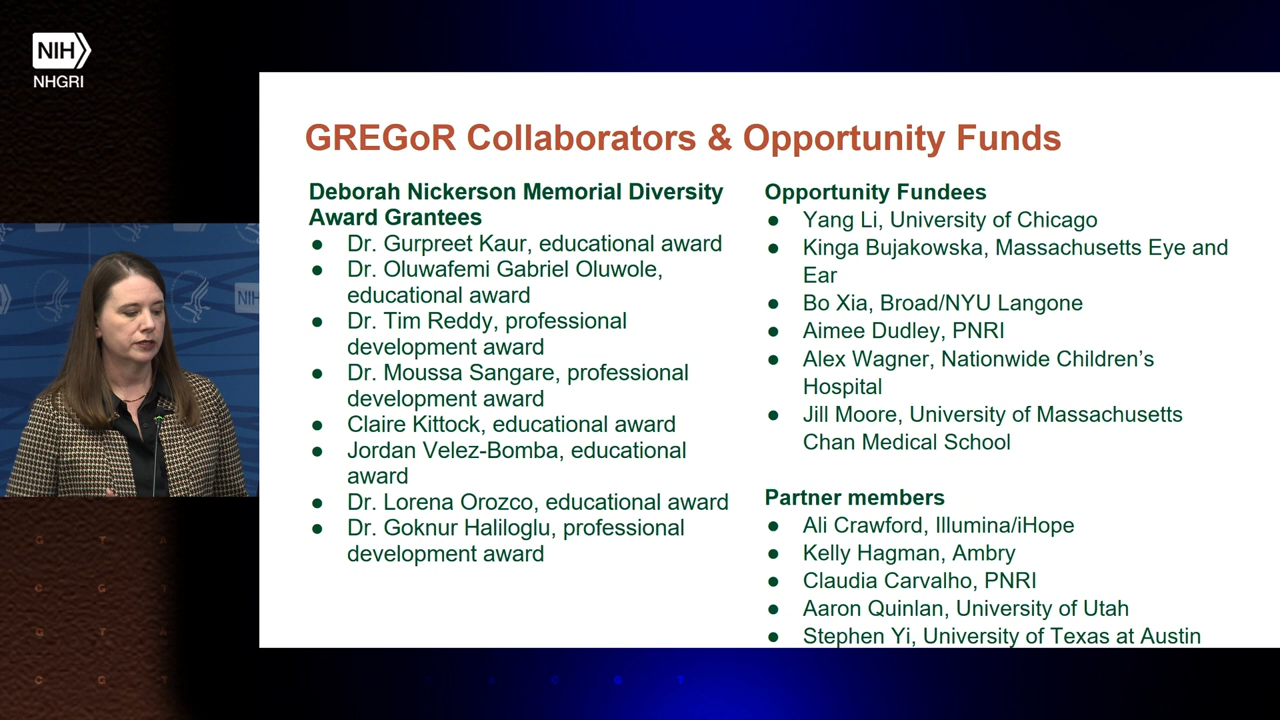 NIH
NHGRI
GREGoR Collaborators & Opportunity Funds
Deborah Nickerson Memorial Diversity
Award Grantees
● Dr. Gurpreet Kaur, educational award
● Dr. Oluwafemi Gabriel Oluwole,
educational award
● Dr. Tim Reddy, professional
development award
● Dr. Moussa Sangare, professional
development award
● Claire Kittock, educational award
● Jordan Velez-Bomba, educational
award
● Dr. Lorena Orozco, educational award
● Dr. Goknur Haliloglu, professional
development award
Opportunity Fundees
● Yang Li, University of Chicago
● Kinga Bujakowska, Massachusetts Eye and
Ear
● Bo Xia, Broad/NYU Langone
● Aimee Dudley, PNRI
● Alex Wagner, Nationwide Children’s
Hospital
● Jill Moore, University of Massachusetts
Chan Medical School
Partner members
● Ali Crawford, Illumina/iHope
● Kelly Hagman, Ambry
● Claudia Carvalho, PNRI
● Aaron Quinlan, University of Utah
● Stephen Yi, University of Texas at Austin
NIH